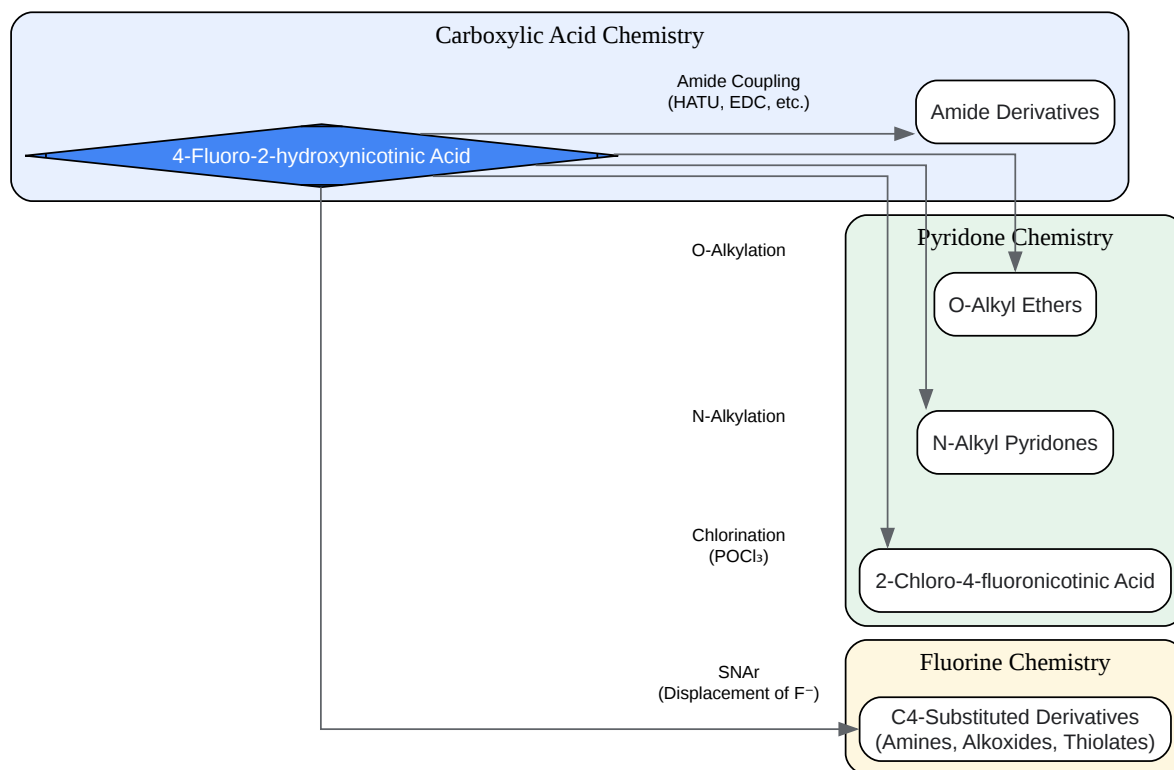 Carboxylic Acid Chemistry
Amide Coupling
(HATU, EDC, etc.)
Amide Derivatives
4-Fluoro-2-hydroxynicotinic Acid
Pyridone Chemistry
O-Alkylation
O-Alkyl Ethers
N-Alkylation
N-Alkyl Pyridones
Chlorination
(POCl₃)
2-Chloro-4-fluoronicotinic Acid
Fluorine Chemistry
SNAr
(Displacement of F⁻)
C4-Substituted Derivatives
(Amines, Alkoxides, Thiolates)